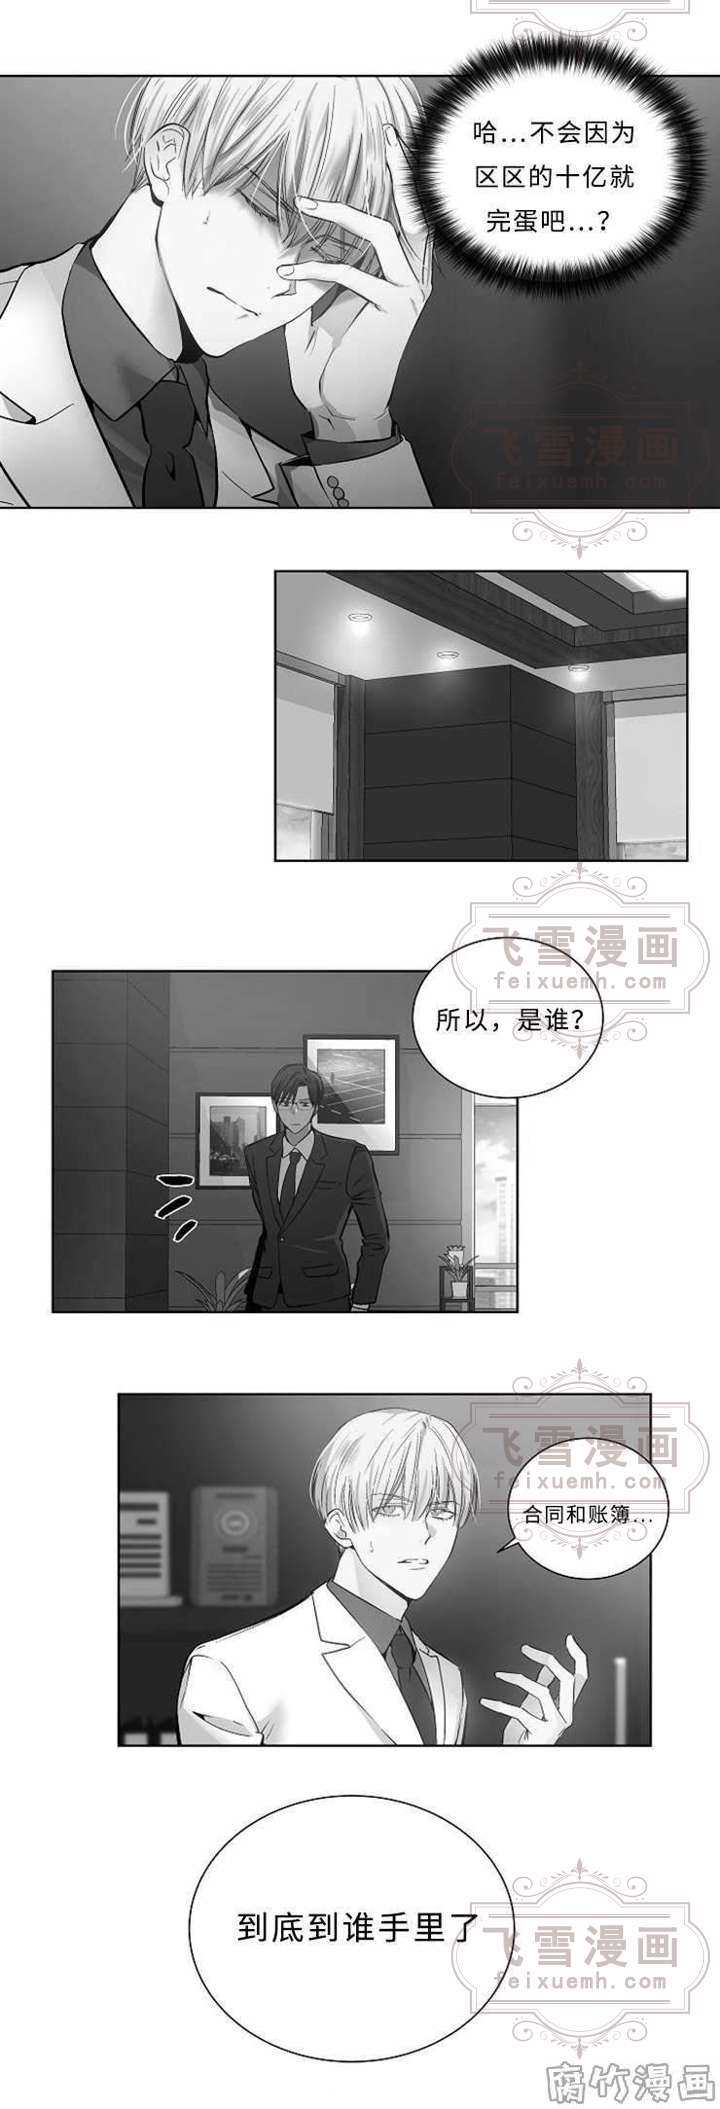 哈...不会因为
区区的十亿就
完蛋吧...?
飞雪漫画
feixuemh.com
飞雪漫画
feixuemh.com
所以，是谁?
飞雪漫画
feixuemh.com
合同和账簿...
到底到谁手里了
飞雪漫画
feixuemh.com
腐竹漫画